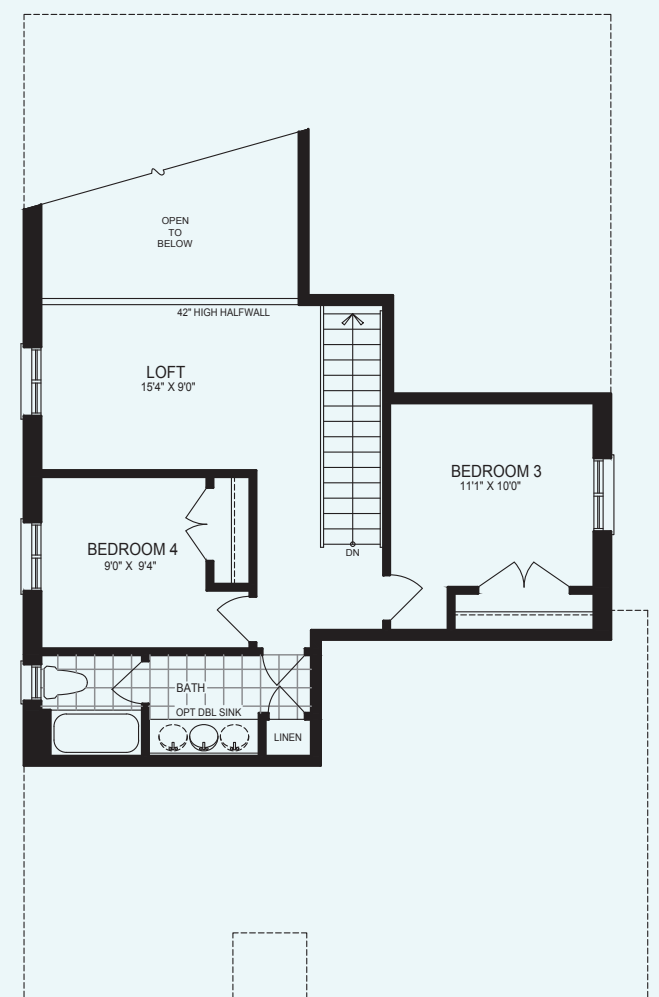 OPEN
TO
BELOW
42" HIGH HALFWALL
LOFT
15'4" X 9'0"
BEDROOM 3
11'1" X 10'0"
BEDROOM 4
9'0" X 9'4"
DN
BATH
OPT DBL SINK
LINEN